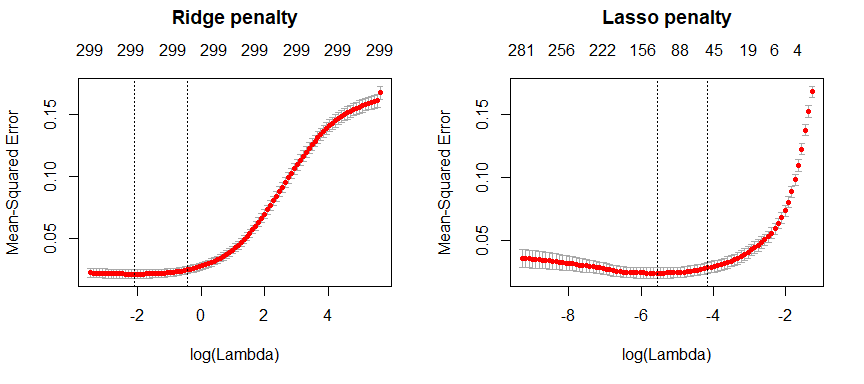 Ridge penalty
299 299 299 299 299 299 299 299
Mean-Squared Error
0.05 0.10 0.15
-2 0 2 4
log(Lambda)
Lasso penalty
281 256 222 156 88 45 19 6 4
Mean-Squared Error
0.05 0.10 0.15
-8 -6 -4 -2
log(Lambda)